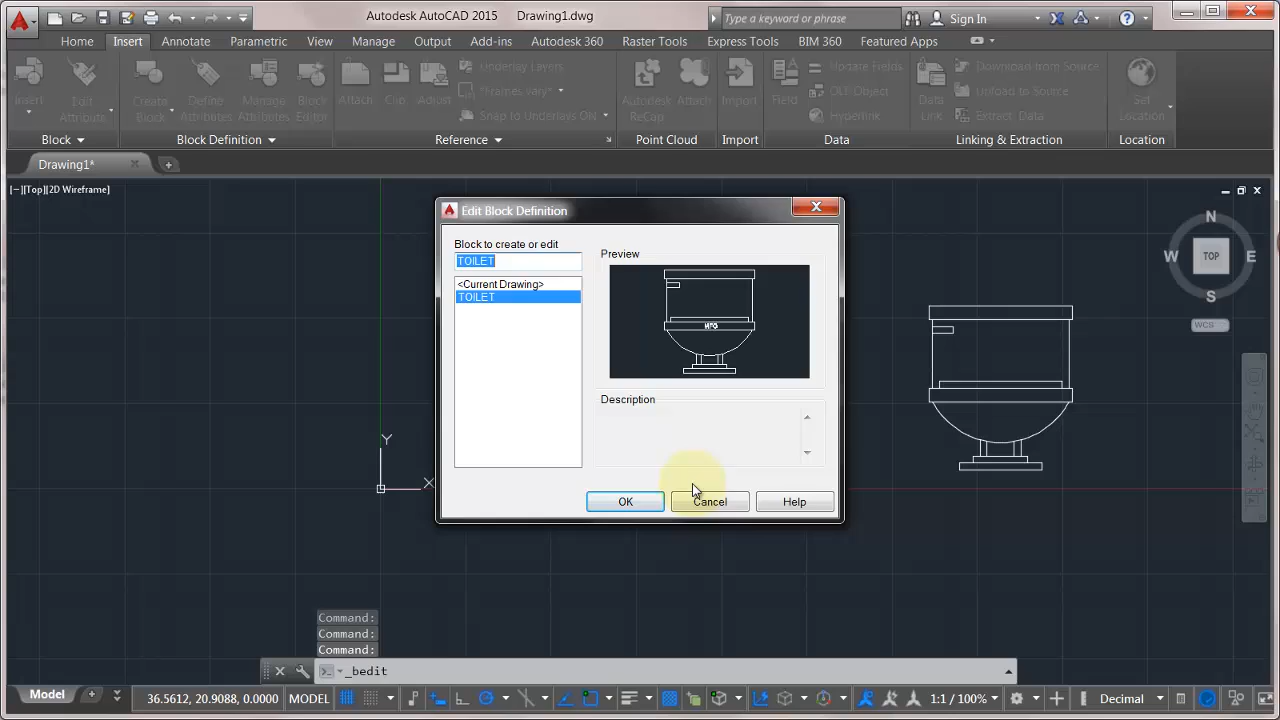 Autodesk AutoCAD 2015 Drawing1.dwg
Type a keyword or phrase
Sign In
Home Insert Annotate Parametric View Manage Output Add-ins Autodesk 360 Raster Tools Express Tools BIM 360 Featured Apps
Insert
Edit
Attribute
Create
Block
Define
Attributes
Manage
Attributes
Block
Editor
Attach
Clip
Adjust
Underlay Layers
*Frames vary*
Snap to Underlays ON
Autodesk
ReCap
Attach
Import
Field
Update Fields
OLE Object
Hyperlink
Data
Link
Download from Source
Upload to Source
Extract Data
Set
Location
Block Block Definition Reference Point Cloud Import Data Linking & Extraction Location
Drawing1*
[−][Top][2D Wireframe]
Edit Block Definition
Block to create or edit
TOILET
<Current Drawing>
TOILET
Preview
MFG
Description
OK Cancel Help
N
W TOP E
S
WCS
Y
X
Command:
Command:
Command:
_bedit
Model
36.5612, 20.9088, 0.0000 MODEL
1:1 / 100%
Decimal